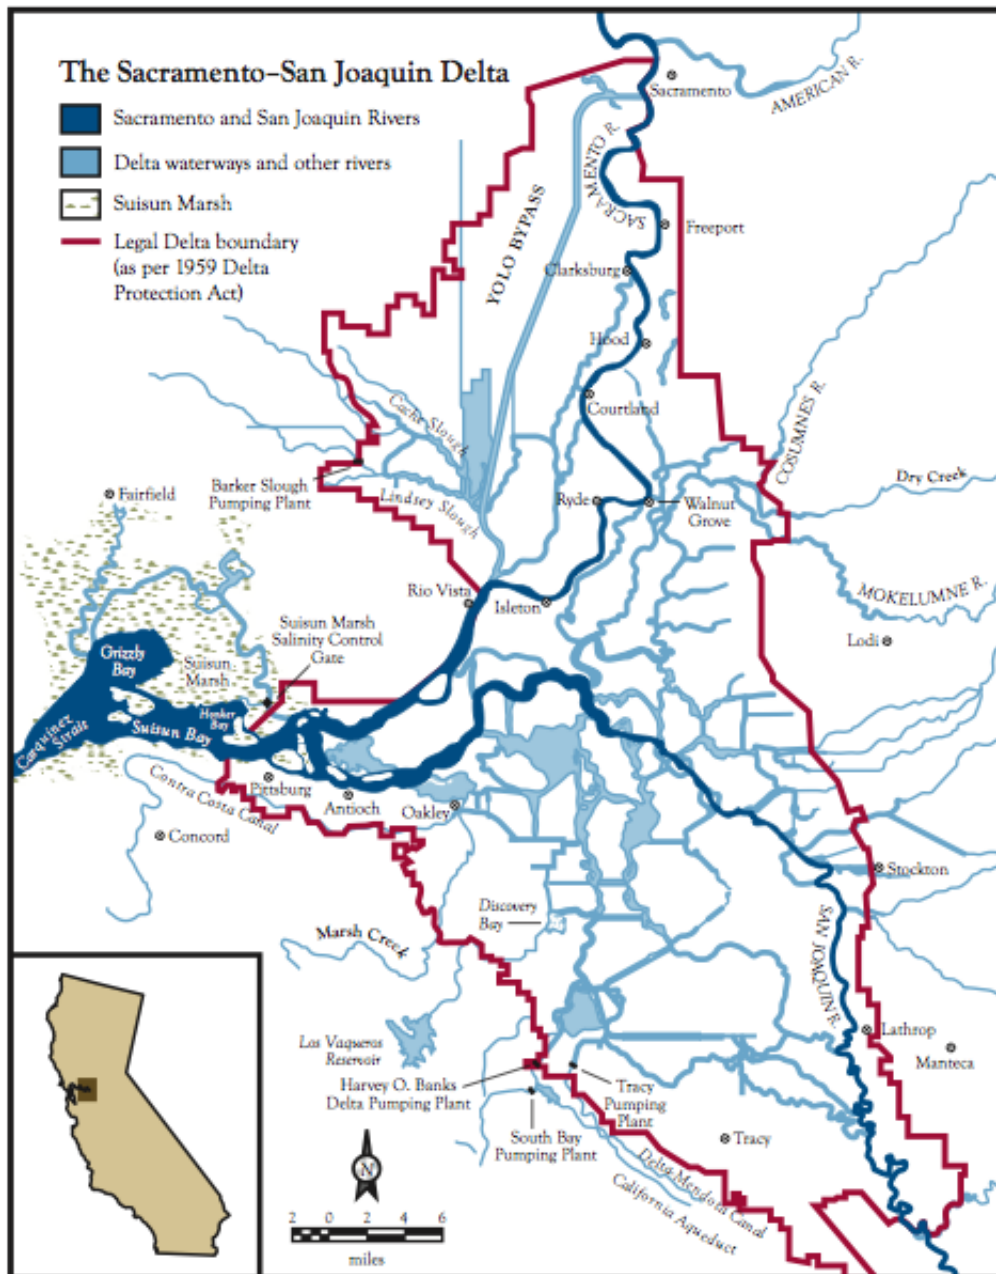 The Sacramento–San Joaquin Delta
Sacramento and San Joaquin Rivers
Delta waterways and other rivers
Suisun Marsh
Legal Delta boundary
(as per 1959 Delta
Protection Act)
Sacramento
AMERICAN R.
SACRAMENTO R.
YOLO BYPASS
Freeport
Clarksburg
Hood
Courtland
Cache Slough
COSUMNES R.
Barker Slough
Pumping Plant
Lindsey Slough
Fairfield
Ryde
Walnut
Grove
Dry Creek
Rio Vista
Isleton
MOKELUMNE R.
Suisun Marsh
Salinity Control
Gate
Lodi
Grizzly
Bay
Suisun
Marsh
Honker
Bay
Suisun Bay
Carquinez
Strait
Contra Costa Canal
Pittsburg
Antioch
Oakley
Concord
Stockton
Discovery
Bay
SAN JOAQUIN R.
Marsh Creek
Los Vaqueros
Reservoir
Lathrop
Manteca
Harvey O. Banks
Delta Pumping Plant
Tracy
Pumping
Plant
South Bay
Pumping Plant
Tracy
Delta-Mendota Canal
California Aqueduct
N
2 0 2 4 6
miles